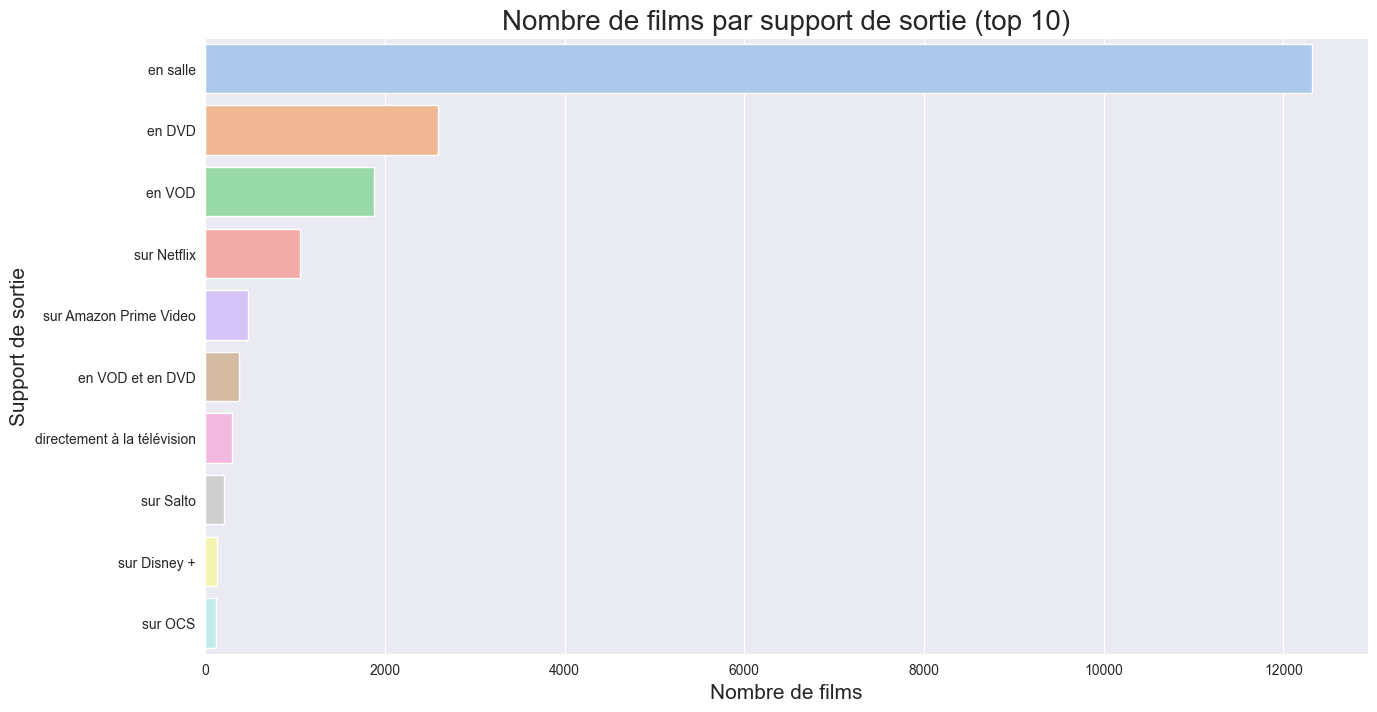 Nombre de films par support de sortie (top 10)
en salle
en DVD
en VOD
sur Netflix
sur Amazon Prime Video
en VOD et en DVD
directement à la télévision
sur Salto
sur Disney +
sur OCS
Support de sortie
0 2000 4000 6000 8000 10000 12000
Nombre de films